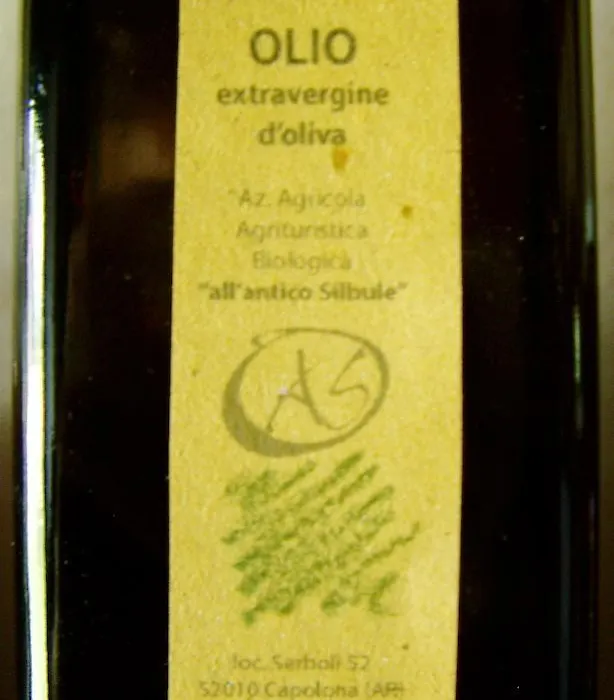 OLIO
extravergine
d'oliva
Az. Agricola
Agrituristica
Biologica
"all'antico Silbule"
AS
loc. Serboli 52
52010 Capolona (AR)